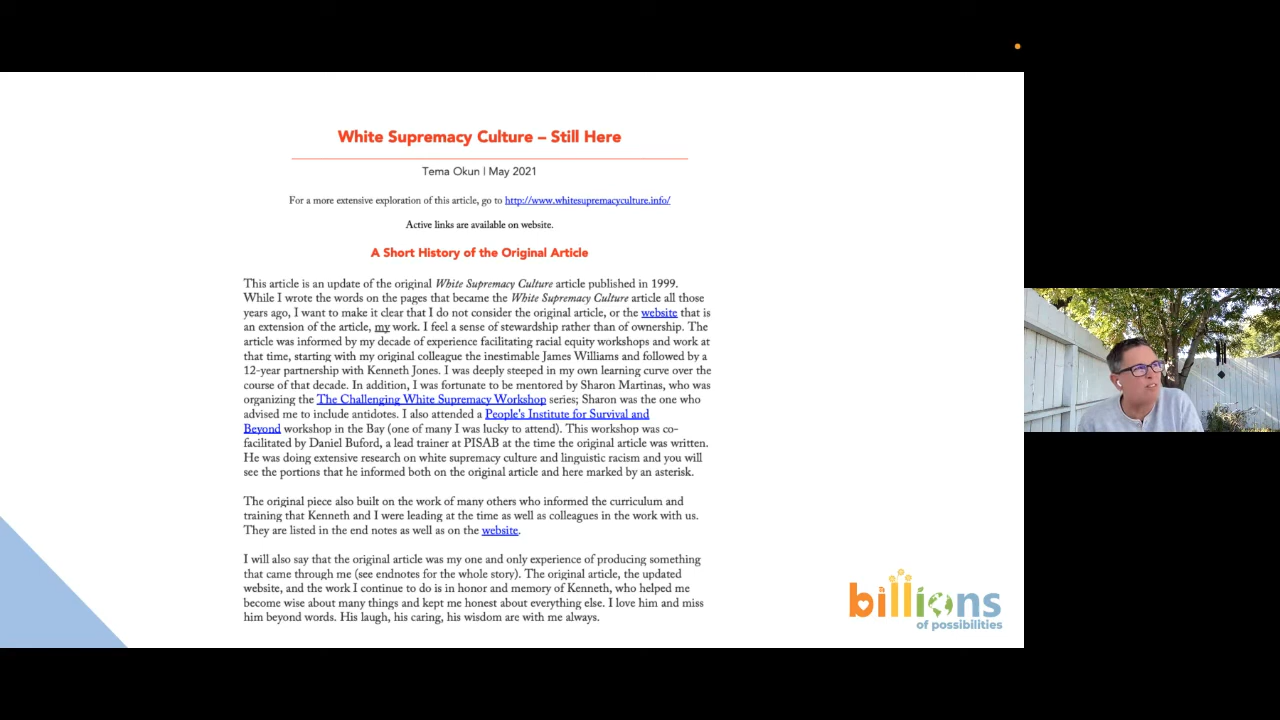 White Supremacy Culture – Still Here
Tema Okun | May 2021
For a more extensive exploration of this article, go to http://www.whitesupremacyculture.info/
Active links are available on website.
A Short History of the Original Article
This article is an update of the original White Supremacy Culture article published in 1999.
While I wrote the words on the pages that became the White Supremacy Culture article all those
years ago, I want to make it clear that I do not consider the original article, or the website that is
an extension of the article, my work. I feel a sense of stewardship rather than of ownership. The
article was informed by my decade of experience facilitating racial equity workshops and work at
that time, starting with my original colleague the inestimable James Williams and followed by a
12-year partnership with Kenneth Jones. I was deeply steeped in my own learning curve over the
course of that decade. In addition, I was fortunate to be mentored by Sharon Martinas, who was
organizing the The Challenging White Supremacy Workshop series; Sharon was the one who
advised me to include antidotes. I also attended a People's Institute for Survival and
Beyond workshop in the Bay (one of many I was lucky to attend). This workshop was co-
facilitated by Daniel Buford, a lead trainer at PISAB at the time the original article was written.
He was doing extensive research on white supremacy culture and linguistic racism and you will
see the portions that he informed both on the original article and here marked by an asterisk.
The original piece also built on the work of many others who informed the curriculum and
training that Kenneth and I were leading at the time as well as colleagues in the work with us.
They are listed in the end notes as well as on the website.
I will also say that the original article was my one and only experience of producing something
that came through me (see endnotes for the whole story). The original article, the updated
website, and the work I continue to do is in honor and memory of Kenneth, who helped me
become wise about many things and kept me honest about everything else. I love him and miss
him beyond words. His laugh, his caring, his wisdom are with me always.
billions
of possibilities